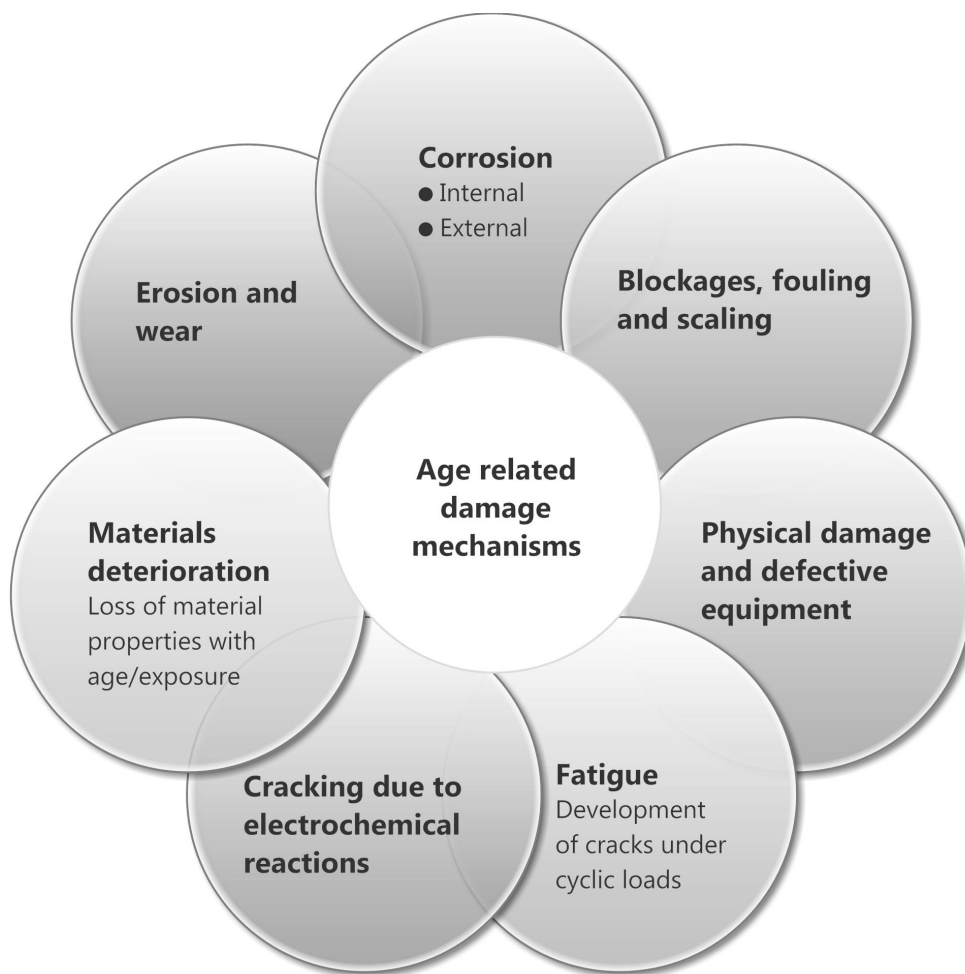 Corrosion
● Internal
● External
Blockages, fouling
and scaling
Physical damage
and defective
equipment
Fatigue
Development
of cracks under
cyclic loads
Cracking due to
electrochemical
reactions
Materials
deterioration
Loss of material
properties with
age/exposure
Erosion and
wear
Age related
damage
mechanisms